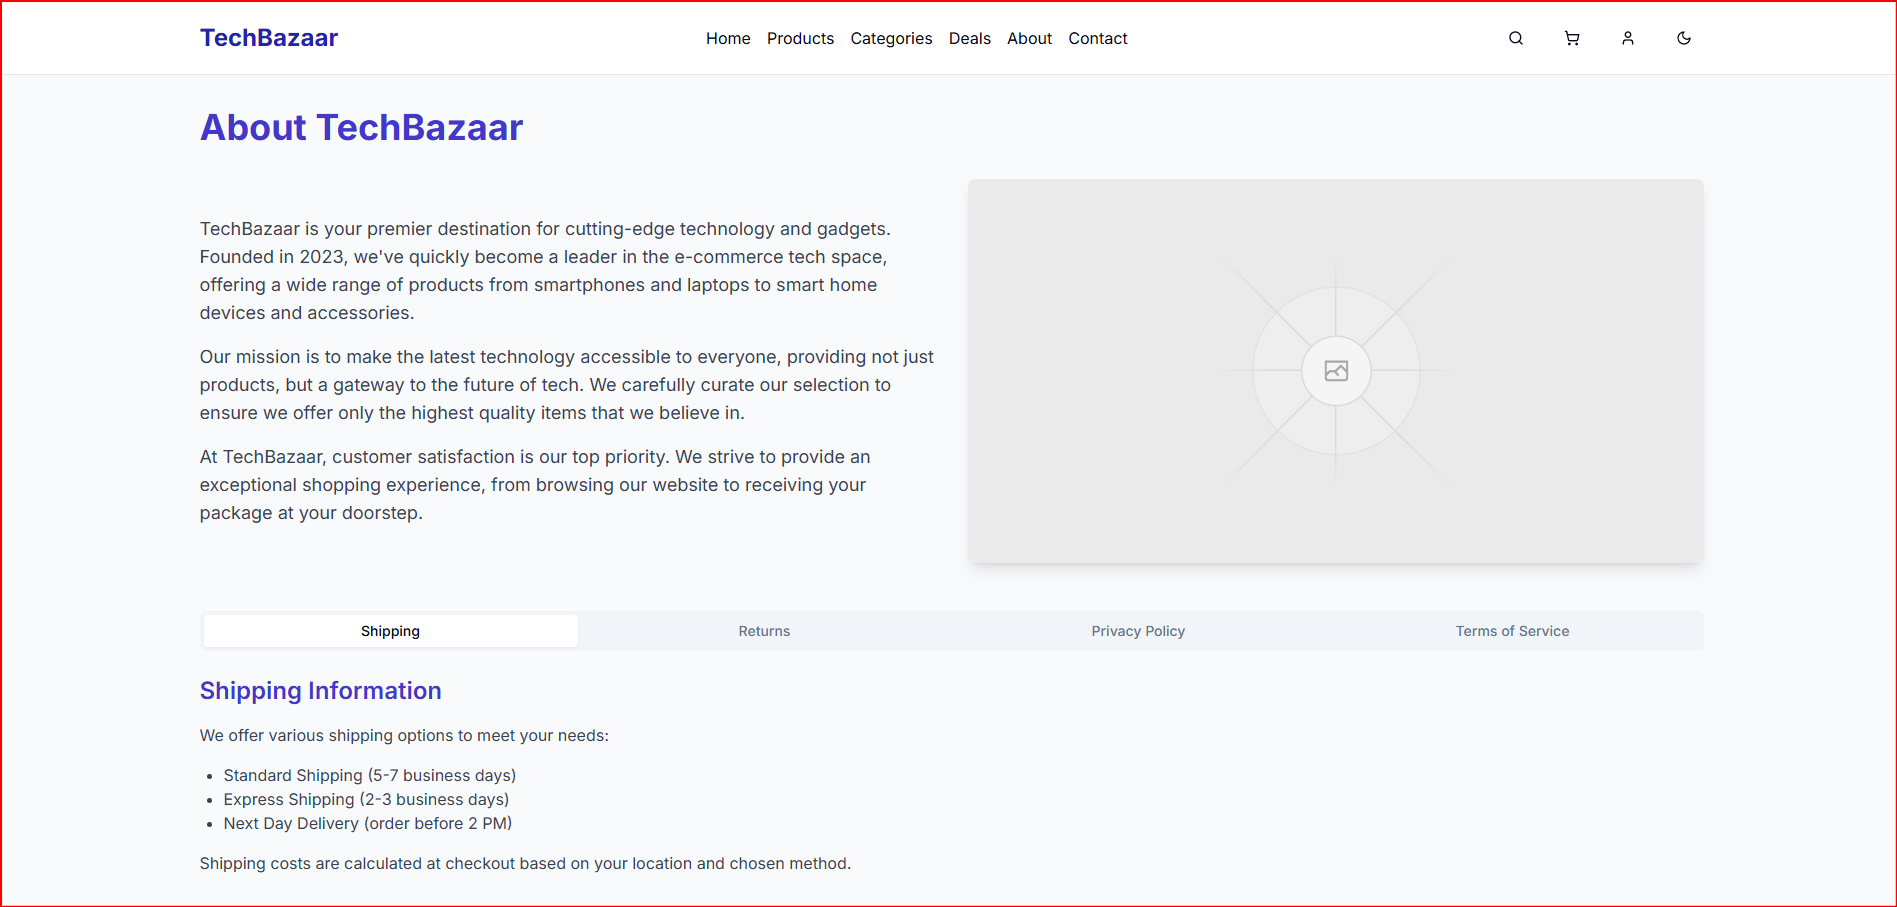 TechBazaar
Home Products Categories Deals About Contact
About TechBazaar
TechBazaar is your premier destination for cutting-edge technology and gadgets.
Founded in 2023, we've quickly become a leader in the e-commerce tech space,
offering a wide range of products from smartphones and laptops to smart home
devices and accessories.
Our mission is to make the latest technology accessible to everyone, providing not just
products, but a gateway to the future of tech. We carefully curate our selection to
ensure we offer only the highest quality items that we believe in.
At TechBazaar, customer satisfaction is our top priority. We strive to provide an
exceptional shopping experience, from browsing our website to receiving your
package at your doorstep.
Shipping Returns Privacy Policy Terms of Service
Shipping Information
We offer various shipping options to meet your needs:
• Standard Shipping (5-7 business days)
• Express Shipping (2-3 business days)
• Next Day Delivery (order before 2 PM)
Shipping costs are calculated at checkout based on your location and chosen method.